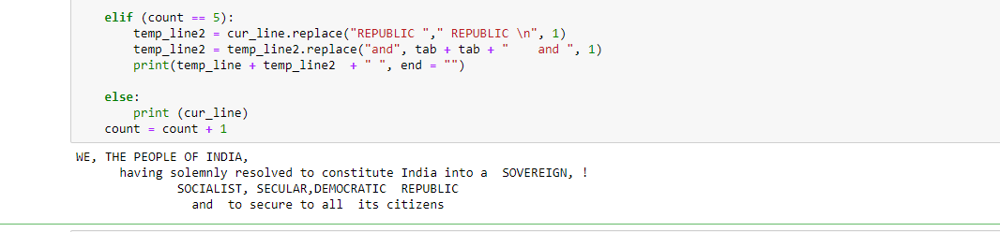 elif (count == 5):
temp_line2 = cur_line.replace("REPUBLIC "," REPUBLIC \n", 1)
temp_line2 = temp_line2.replace("and", tab + tab + "    and ", 1)
print(temp_line + temp_line2  + " ", end = "")
else:
print (cur_line)
count = count + 1
WE, THE PEOPLE OF INDIA,
having solemnly resolved to constitute India into a  SOVEREIGN, !
SOCIALIST, SECULAR,DEMOCRATIC  REPUBLIC
and  to secure to all  its citizens